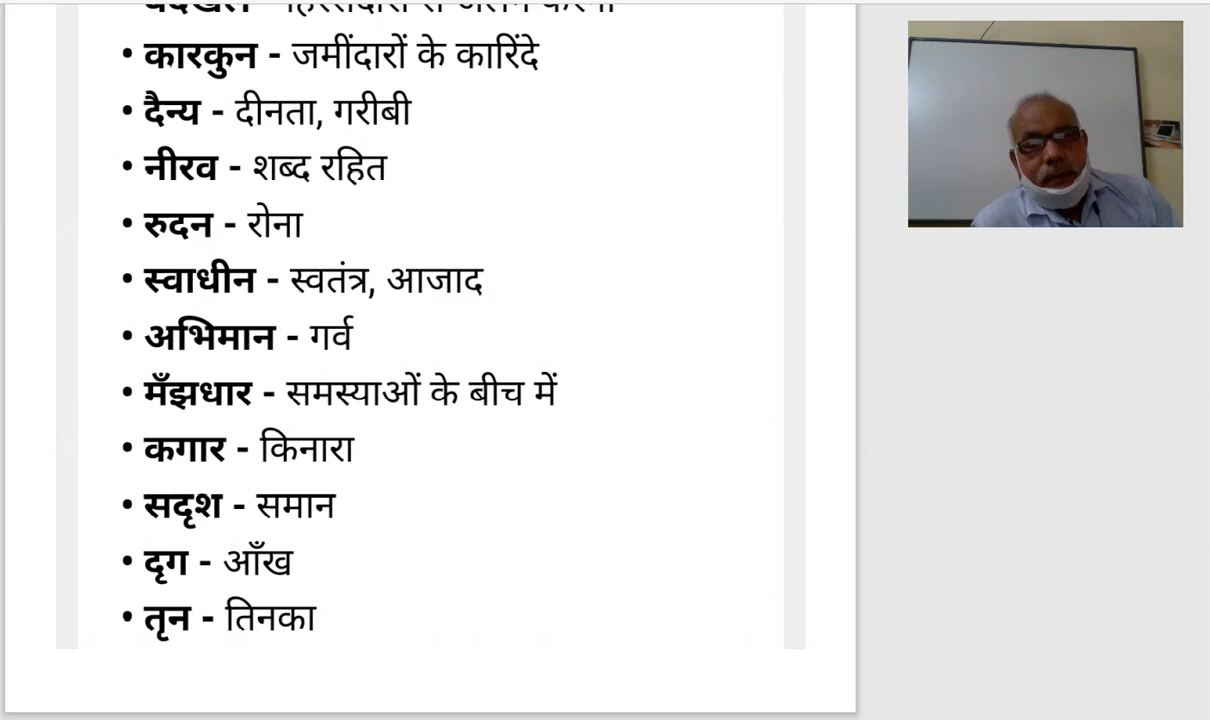 • कारकुन - जमींदारों के कारिंदे
• दैन्य - दीनता, गरीबी
• नीरव - शब्द रहित
• रुदन - रोना
• स्वाधीन - स्वतंत्र, आजाद
• अभिमान - गर्व
• मँझधार - समस्याओं के बीच में
• कगार - किनारा
• सदृश - समान
• दृग - आँख
• तृन - तिनका